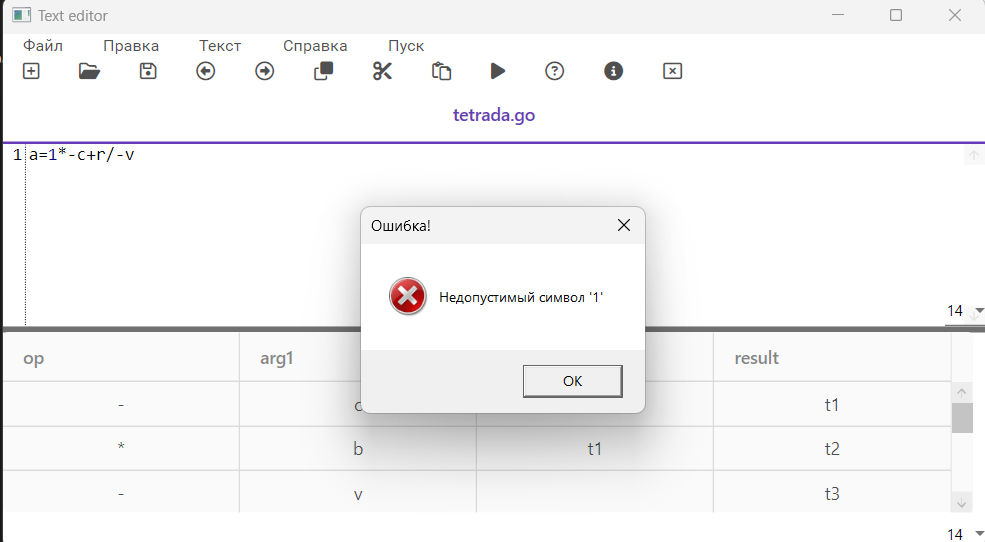 Text editor
Файл Правка Текст Справка Пуск
tetrada.go
1 a=1*-c+r/-v
Ошибка!
Недопустимый символ '1'
OK
14
op arg1 result
- t1
* b t1 t2
- v t3
14